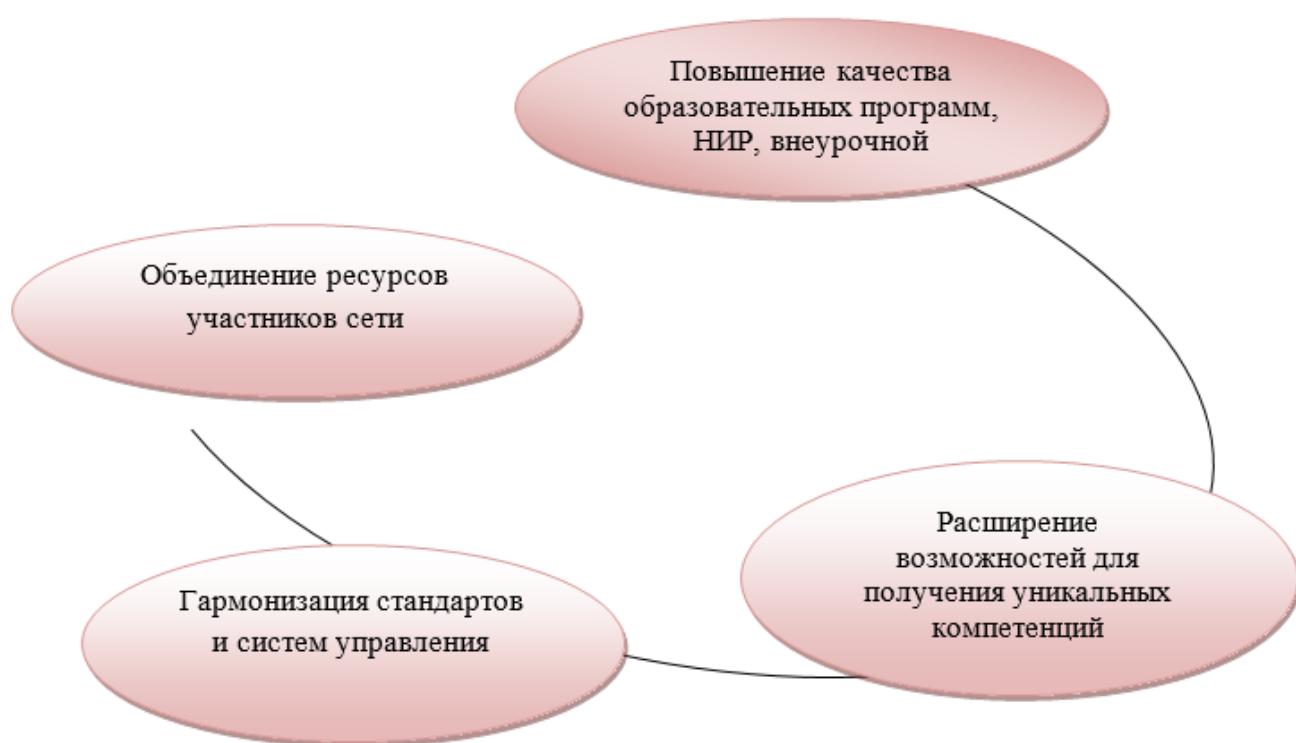 Повышение качества
образовательных программ,
НИР, внеурочной
Объединение ресурсов
участников сети
Расширение
возможностей для
получения уникальных
компетенций
Гармонизация стандартов
и систем управления